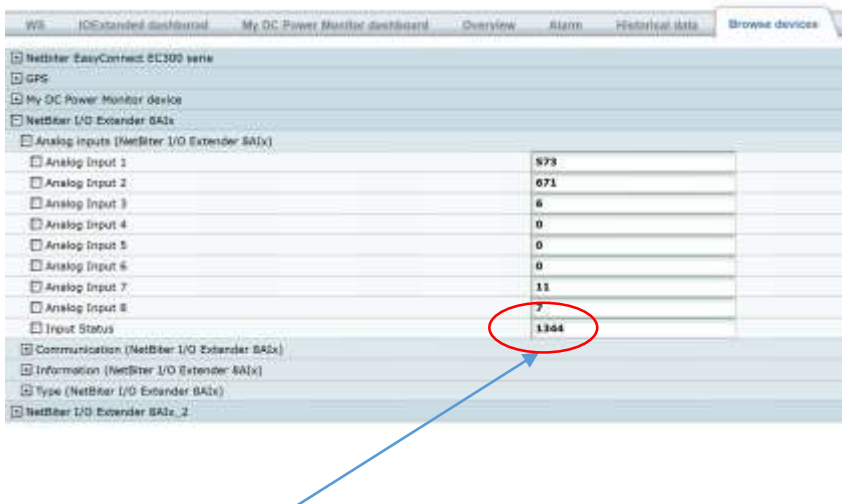 WS IOExtended dashborad My DC Power Monitor dashboard Overview Alarm Historical data Browse devices
Netbiter EasyConnect EC300 serie
GPS
My DC Power Monitor device
NetBiter I/O Extender 8AIx
Analog inputs (NetBiter I/O Extender 8AIx)
Analog Input 1 573
Analog Input 2 671
Analog Input 3 6
Analog Input 4 0
Analog Input 5 0
Analog Input 6 0
Analog Input 7 11
Analog Input 8 7
Input Status 1344
Communication (NetBiter I/O Extender 8AIx)
Information (NetBiter I/O Extender 8AIx)
Type (NetBiter I/O Extender 8AIx)
NetBiter I/O Extender 8AIx_2